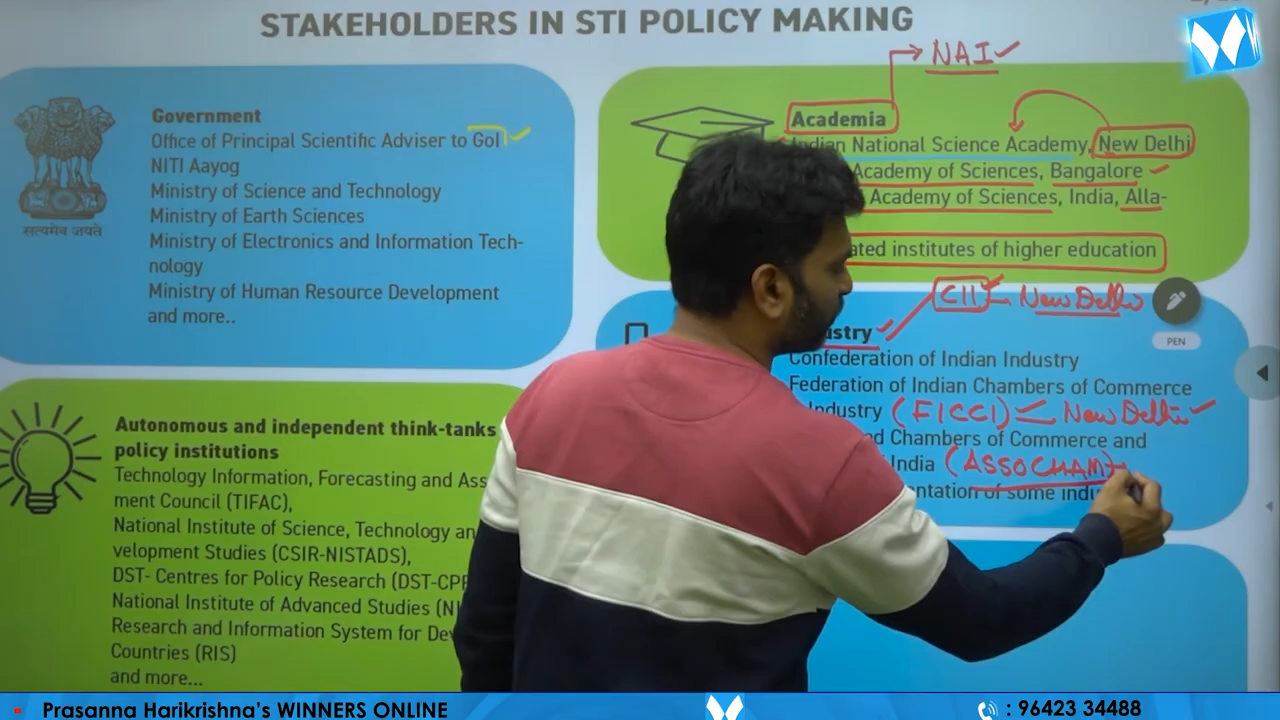 STAKEHOLDERS IN STI POLICY MAKING
NAI
Government
Office of Principal Scientific Adviser to GoI
NITI Aayog
Ministry of Science and Technology
Ministry of Earth Sciences
Ministry of Electronics and Information Tech-
nology
Ministry of Human Resource Development
and more..
सत्यमेव जयते
Academia
Indian National Science Academy, New Delhi
Academy of Sciences, Bangalore
Academy of Sciences, India, Alla-
ated institutes of higher education
CII New Delhi
PEN
ustry
Confederation of Indian Industry
Federation of Indian Chambers of Commerce
Industry (FICCI) New Delhi
d Chambers of Commerce and
India (ASSOCHAM)
ntation of some indu
Autonomous and independent think-tanks
policy institutions
Technology Information, Forecasting and Ass
ment Council (TIFAC),
National Institute of Science, Technology an
velopment Studies (CSIR-NISTADS),
DST- Centres for Policy Research (DST-CPR
National Institute of Advanced Studies (NI
Research and Information System for Dev
Countries (RIS)
and more...
Prasanna Harikrishna's WINNERS ONLINE
: 96423 34488